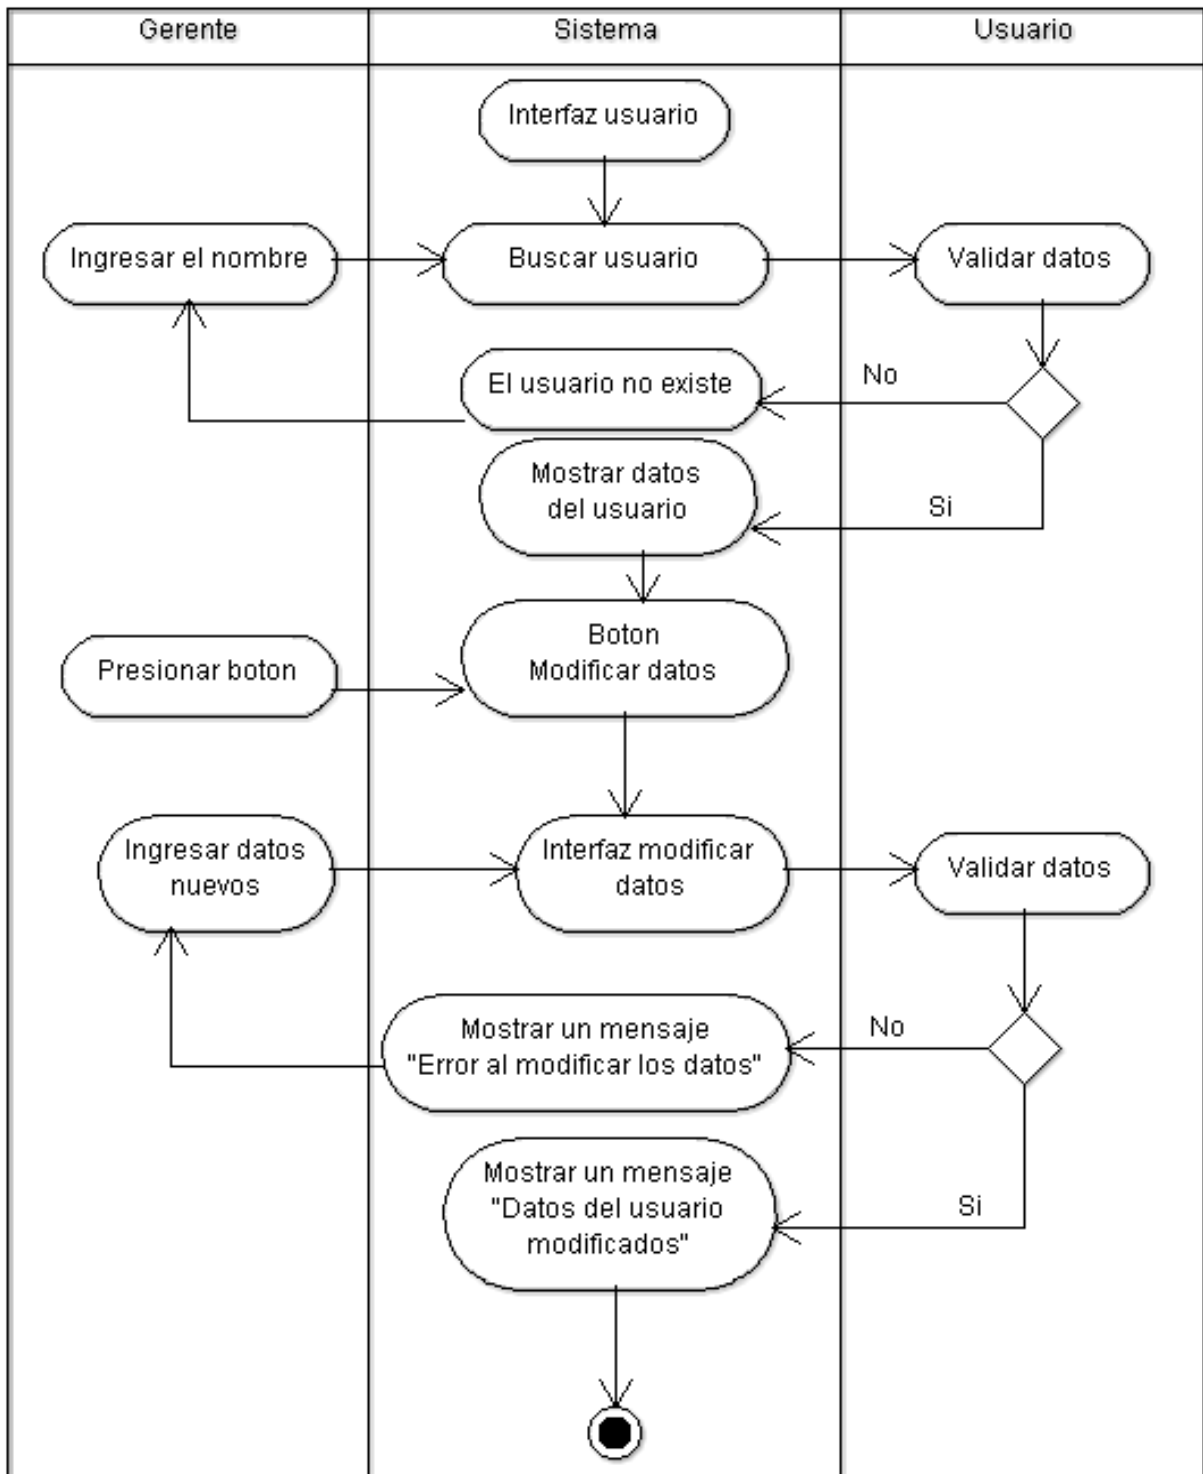 Gerente
Sistema
Usuario
Interfaz usuario
Ingresar el nombre
Buscar usuario
Validar datos
El usuario no existe
No
Mostrar datos
del usuario
Si
Boton
Modificar datos
Presionar boton
Ingresar datos
nuevos
Interfaz modificar
datos
Validar datos
Mostrar un mensaje
"Error al modificar los datos"
No
Mostrar un mensaje
"Datos del usuario
modificados"
Si